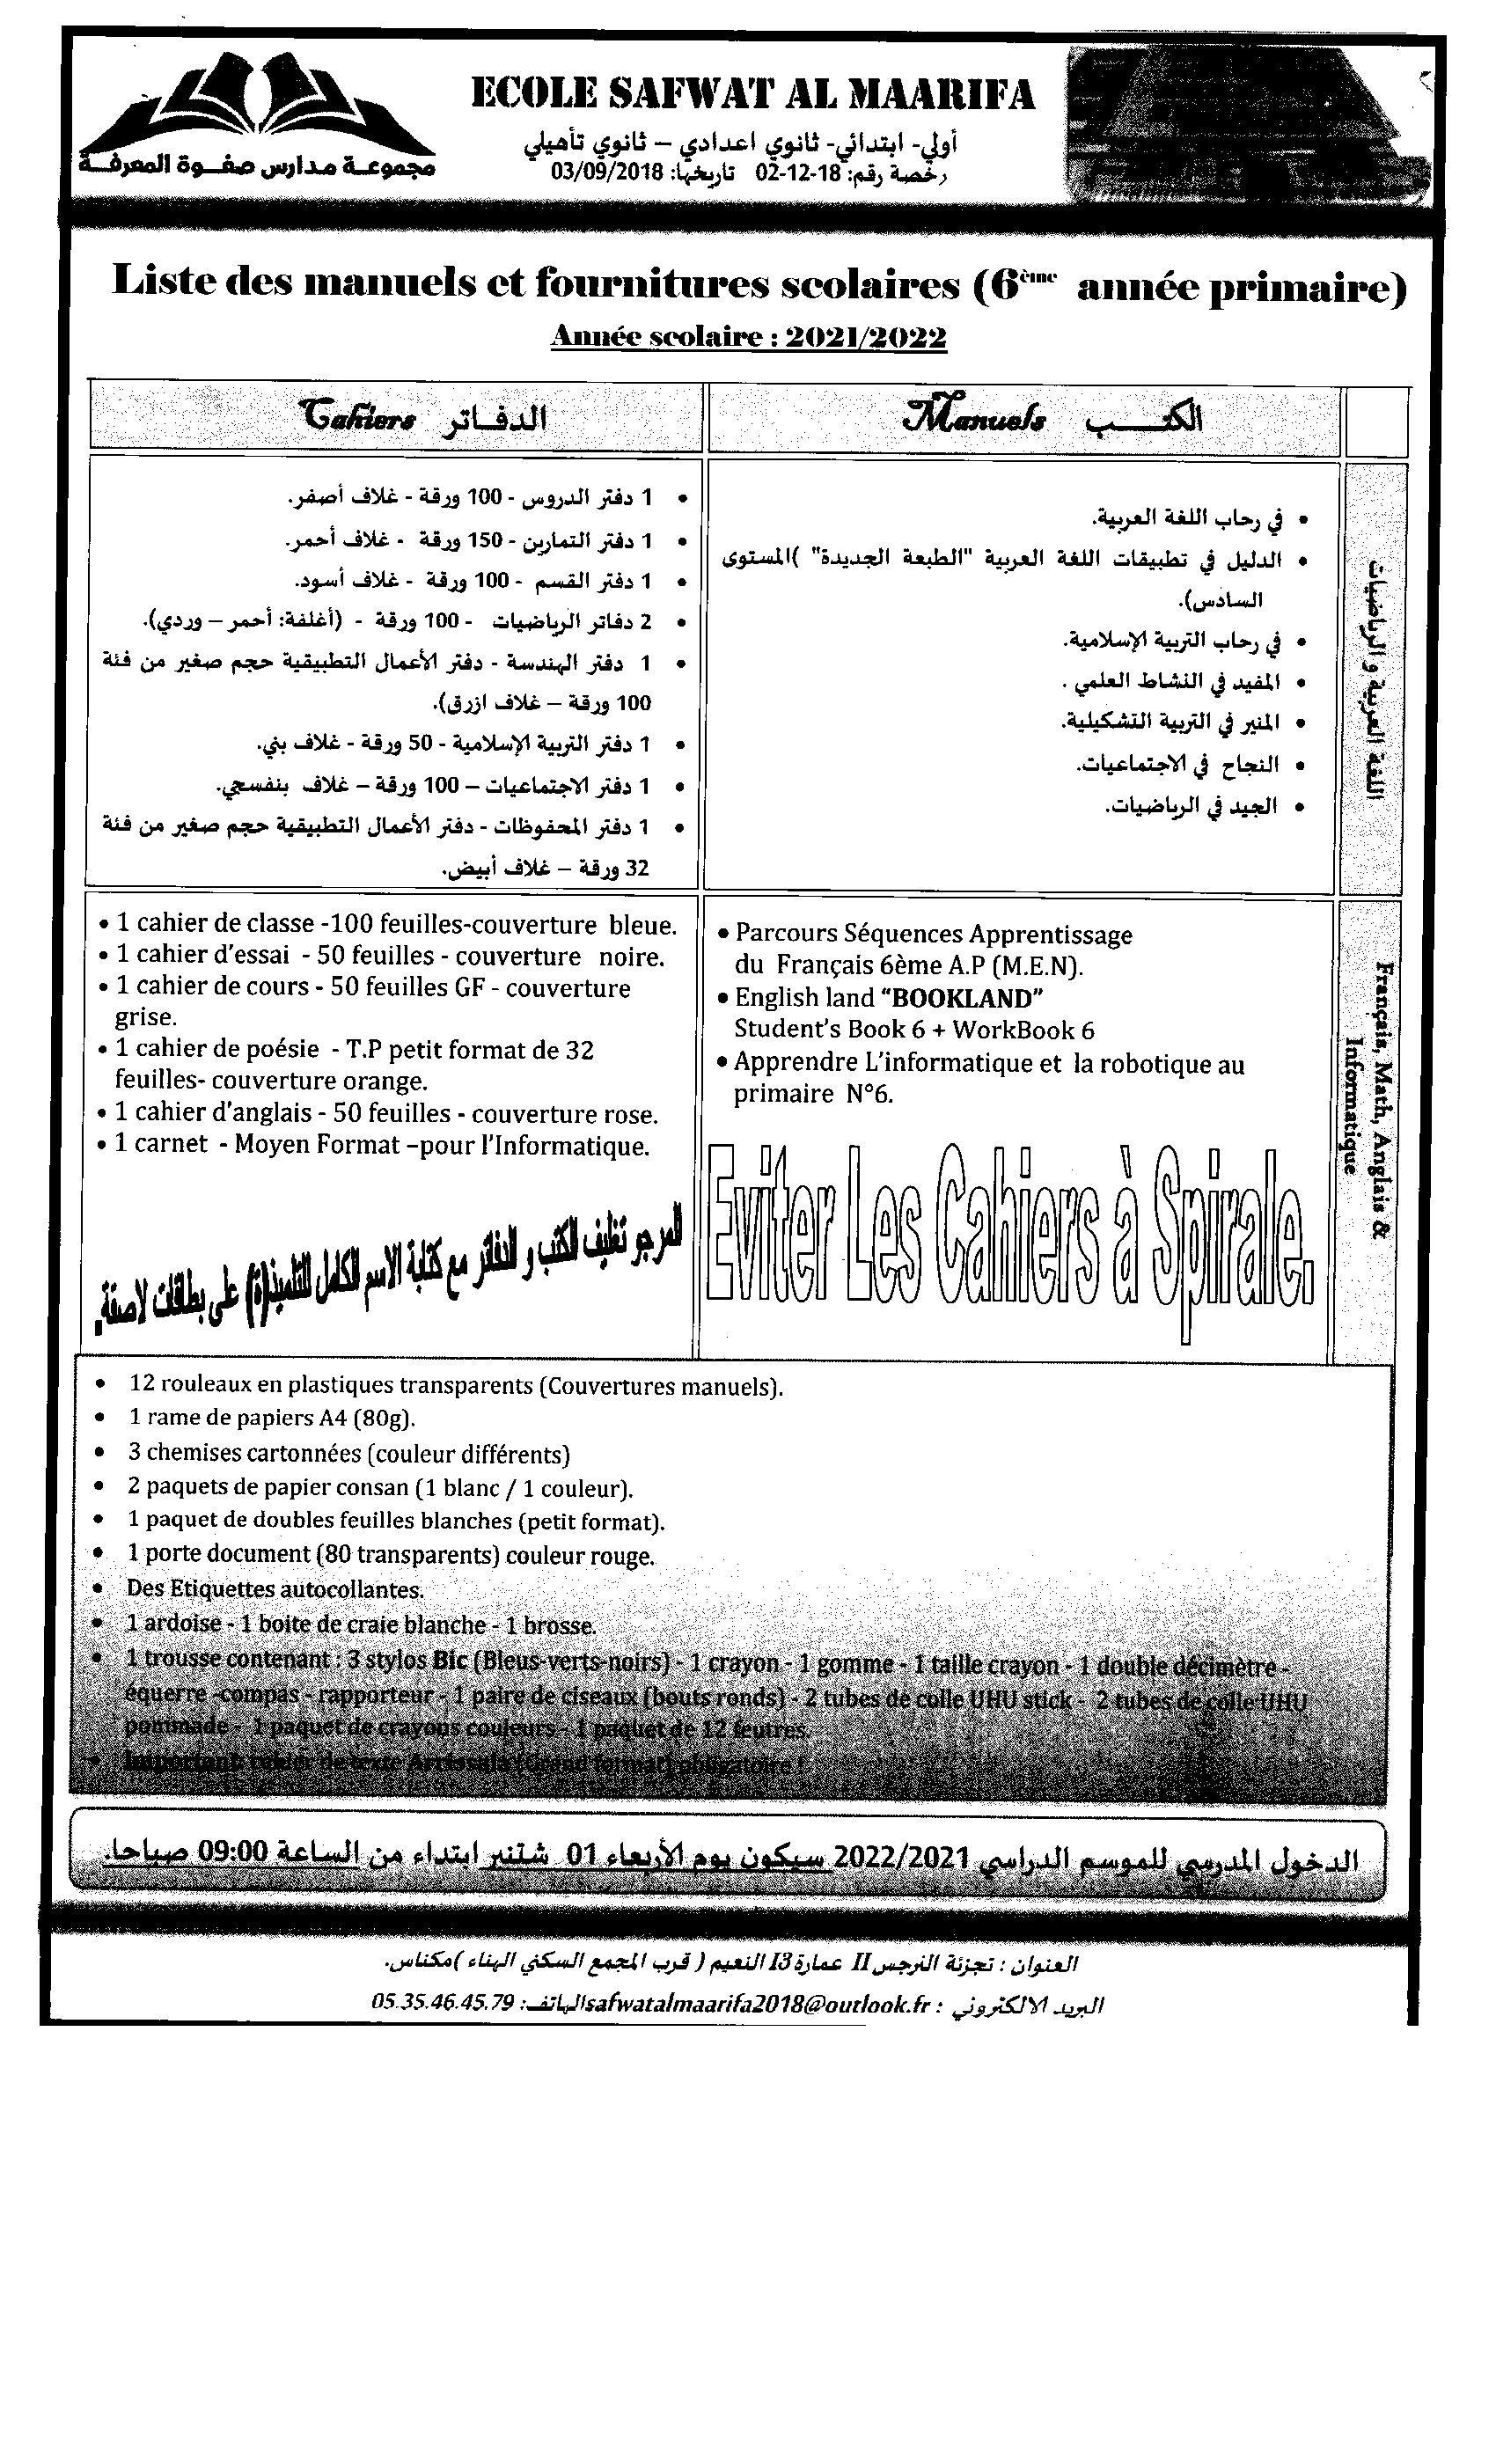 مجموعة مدارس صفوة المعرفة
ECOLE SAFWAT AL MAARIFA
أولي- ابتدائي- ثانوي اعدادي – ثانوي تأهيلي
رخصة رقم: 18-12-02 تاريخها: 03/09/2018
Liste des manuels et fournitures scolaires (6ème année primaire)
Année scolaire : 2021/2022
الكتــــب Manuels
الدفــاتر Cahiers
اللغة العربية و الرياضيات
• في رحاب اللغة العربية.
• الدليل في تطبيقات اللغة العربية "الطبعة الجديدة" )المستوى
السادس).
• في رحاب التربية الإسلامية.
• المفيد في النشاط العلمي .
• المنير في التربية التشكيلية.
• النجاح في الاجتماعيات.
• الجيد في الرياضيات.
• 1 دفتر الدروس - 100 ورقة - غلاف أصفر.
• 1 دفتر التمارين - 150 ورقة - غلاف أحمر.
• 1 دفتر القسم - 100 ورقة - غلاف أسود.
• 2 دفاتر الرياضيات - 100 ورقة - (أغلفة: أحمر – وردي).
• 1 دفتر الهندسة - دفتر الأعمال التطبيقية حجم صغير من فئة
100 ورقة – غلاف ازرق).
• 1 دفتر التربية الإسلامية - 50 ورقة - غلاف بني.
• 1 دفتر الاجتماعيات – 100 ورقة – غلاف بنفسجي.
• 1 دفتر المحفوظات - دفتر الأعمال التطبيقية حجم صغير من فئة
32 ورقة – غلاف أبيض.
Français, Math, Anglais &
Informatique
• 1 cahier de classe -100 feuilles-couverture bleue.
• 1 cahier d'essai - 50 feuilles - couverture noire.
• 1 cahier de cours - 50 feuilles GF - couverture
grise.
• 1 cahier de poésie - T.P petit format de 32
feuilles- couverture orange.
• 1 cahier d'anglais - 50 feuilles - couverture rose.
• 1 carnet - Moyen Format –pour l'Informatique.
المرجو تغليف الكتب و الدفاتر مع كتابة الاسم الكامل للتلميذ(ة) على بطاقات لاصقة.
• Parcours Séquences Apprentissage
du Français 6ème A.P (M.E.N).
• English land “BOOKLAND”
Student's Book 6 + WorkBook 6
• Apprendre L'informatique et la robotique au
primaire N°6.
Eviter Les Cahiers à Spirale.
• 12 rouleaux en plastiques transparents (Couvertures manuels).
• 1 rame de papiers A4 (80g).
• 3 chemises cartonnées (couleur différents)
• 2 paquets de papier consan (1 blanc / 1 couleur).
• 1 paquet de doubles feuilles blanches (petit format).
• 1 porte document (80 transparents) couleur rouge.
• Des Etiquettes autocollantes.
• 1 ardoise - 1 boite de craie blanche - 1 brosse.
• 1 trousse contenant : 3 stylos Bic (Bleus-verts-noirs) - 1 crayon - 1 gomme - 1 taille crayon - 1 double décimètre -
équerre -compas - rapporteur - 1 paire de ciseaux (bouts ronds) - 2 tubes de colle UHU stick - 2 tubes de colle UHU
pommade - 1 paquet de crayons couleurs - 1 paquet de 12 feutres.
• Important: cahier de texte Arrissala (Grand format) obligatoire !
الدخول المدرسي للموسم الدراسي 2022/2021 سيكون يوم الأربعاء 01 شتنبر ابتداء من الساعة 09:00 صباحا.
العنوان : تجزئة النرجس II عمارة I3 النعيم ( قرب المجمع السكني الهناء )مكناس.
البريد الالكتروني : safwatalmaarifa2018@outlook.fr الهاتف: 05.35.46.45.79